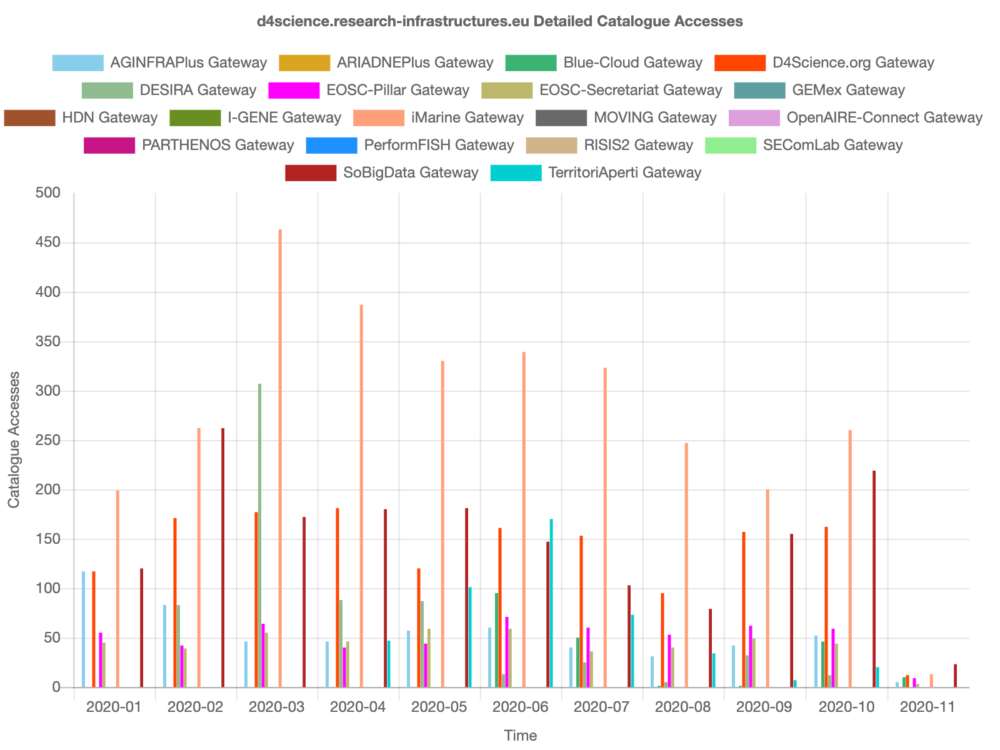 d4science.research-infrastructures.eu Detailed Catalogue Accesses
AGINFRAPlus Gateway ARIADNEPlus Gateway Blue-Cloud Gateway D4Science.org Gateway
DESIRA Gateway EOSC-Pillar Gateway EOSC-Secretariat Gateway GEMex Gateway
HDN Gateway I-GENE Gateway iMarine Gateway MOVING Gateway OpenAIRE-Connect Gateway
PARTHENOS Gateway PerformFISH Gateway RISIS2 Gateway SEComLab Gateway
SoBigData Gateway TerritoriAperti Gateway
500
450
400
350
300
250
200
150
100
50
0
Catalogue Accesses
2020-01 2020-02 2020-03 2020-04 2020-05 2020-06 2020-07 2020-08 2020-09 2020-10 2020-11
Time